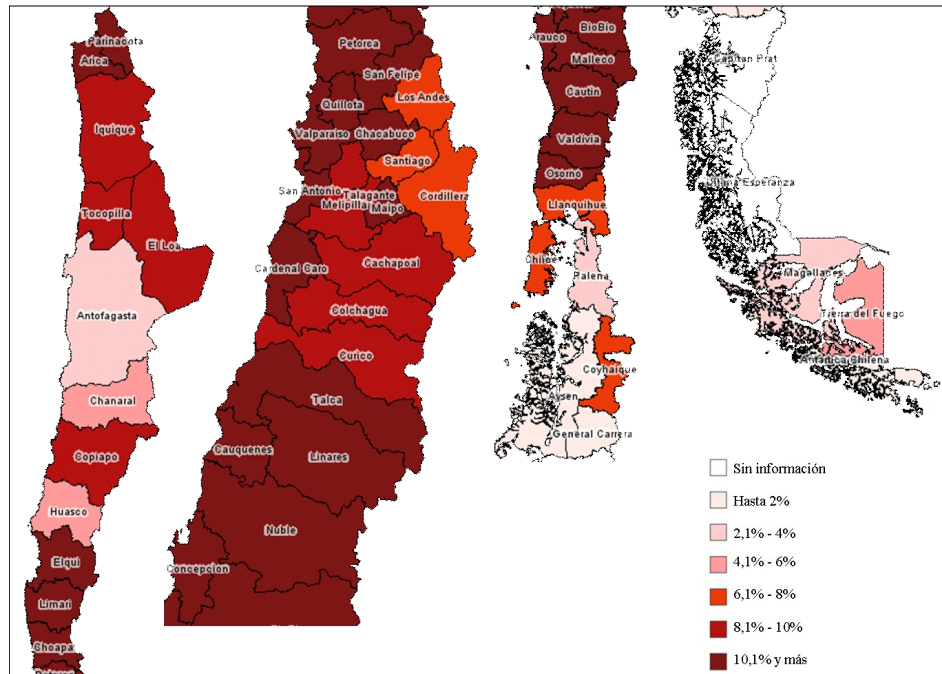 Parinacota
Arica
Iquique
Tocopilla
El Loa
Antofagasta
Chanaral
Copiapo
Huasco
Elqui
Limari
Choapa
Petorca
San Felipe
Los Andes
Quillota
Valparaiso
Chacabuco
Santiago
Cordillera
San Antonio
Talagante
Melipilla
Maipo
Cardenal Caro
Cachapoal
Colchagua
Curico
Talca
Cauquenes
Linares
Nuble
Concepcion
BioBio
Arauco
Malleco
Cautin
Valdivia
Osorno
Llanquihue
Chiloe
Palena
Coyhaique
Aysen
General Carrera
Capitan Prat
Ultima Esperanza
Magallanes
Tierra del Fuego
Antartica Chilena
Sin información
Hasta 2%
2,1% - 4%
4,1% - 6%
6,1% - 8%
8,1% - 10%
10,1% y más